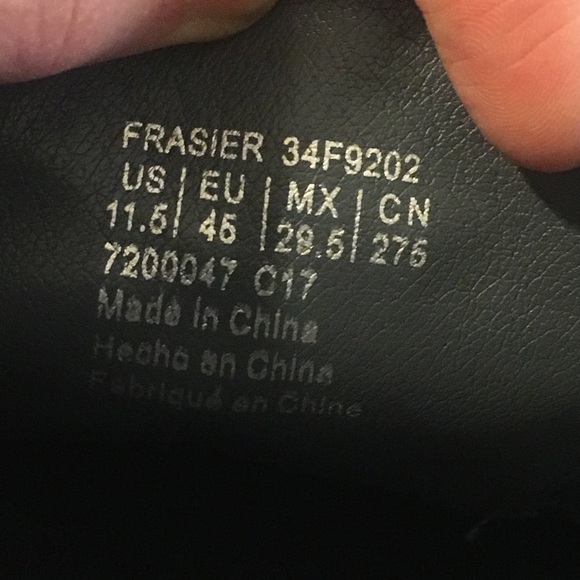 FRASIER 34F9202
US | EU | MX | CN
11.5 | 45 | 29.5 | 275
7200047 C17
Made in China
Hecho en China
Fabriqué en Chine